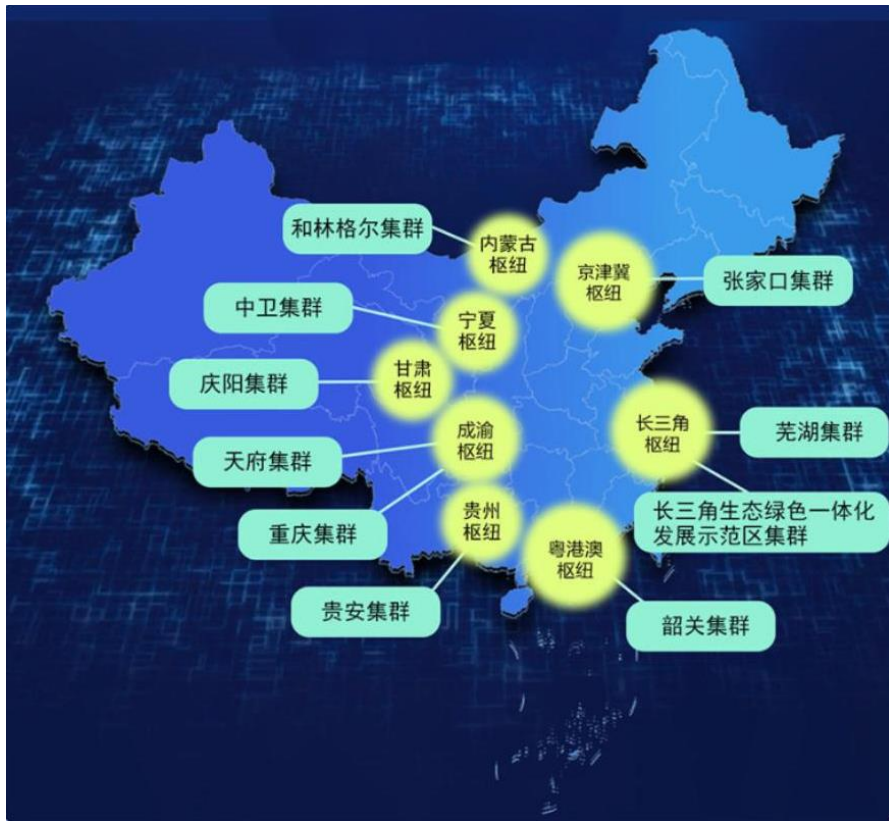 和林格尔集群
内蒙古
枢纽
京津冀
枢纽
张家口集群
中卫集群
宁夏
枢纽
庆阳集群
甘肃
枢纽
天府集群
成渝
枢纽
长三角
枢纽
芜湖集群
重庆集群
贵州
枢纽
长三角生态绿色一体化
发展示范区集群
粤港澳
枢纽
贵安集群
韶关集群